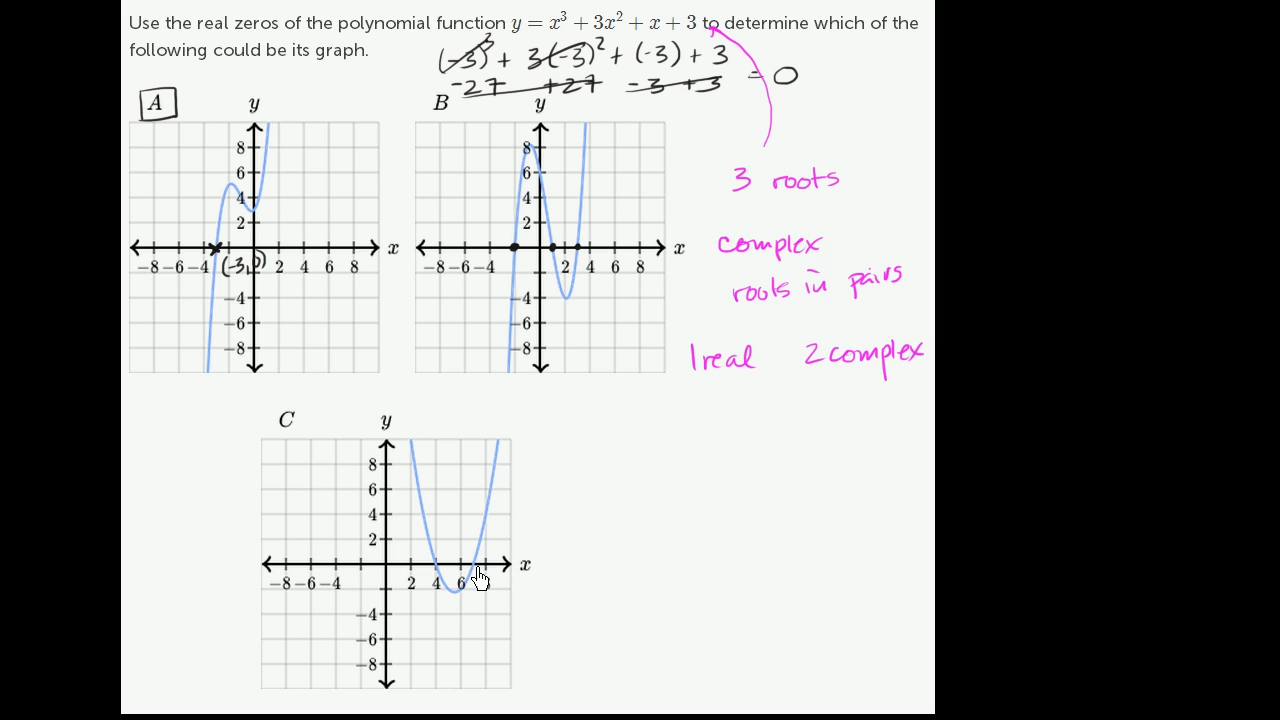 Use the real zeros of the polynomial function y = x³ + 3x² + x + 3 to determine which of the
following could be its graph.
(-3)³ + 3(-3)² + (-3) + 3
-27 +27 -3 +3 = 0
A
y
8
6
4
2
x
−8 −6 −4 (-3,0) 2 4 6 8
−4
−6
−8
B
y
8
6
4
2
x
−8 −6 −4 2 4 6 8
−4
−6
−8
3 roots
complex
roots in pairs
1 real 2 complex
C
y
8
6
4
2
x
−8 −6 −4 2 4 6
−4
−6
−8